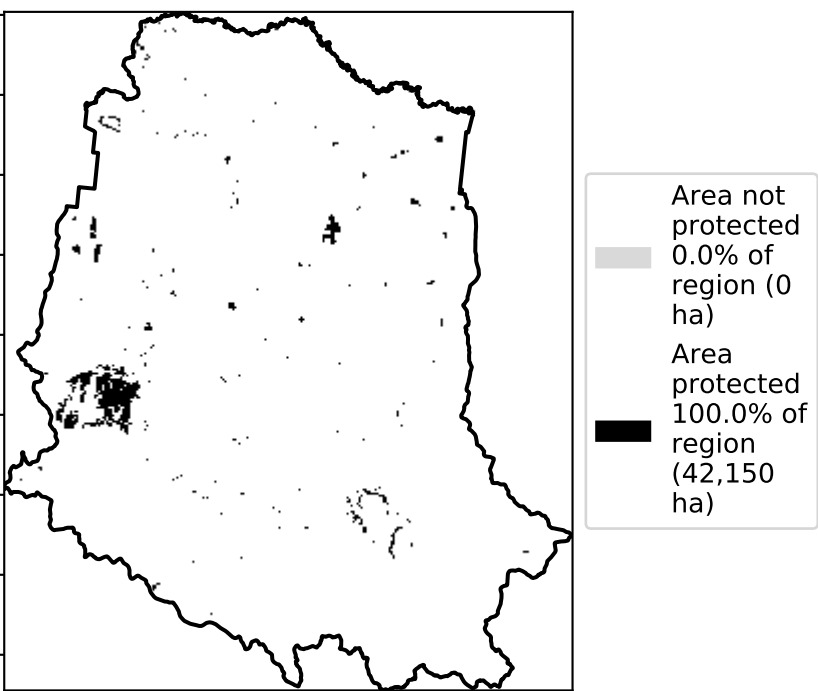 Area not
protected
0.0% of
region (0
ha)
Area
protected
100.0% of
region
(42,150
ha)